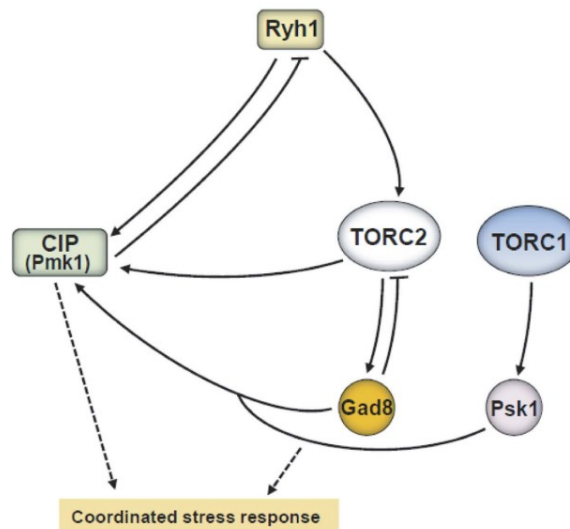 Ryh1
CIP
(Pmk1)
TORC2
TORC1
Gad8
Psk1
Coordinated stress response